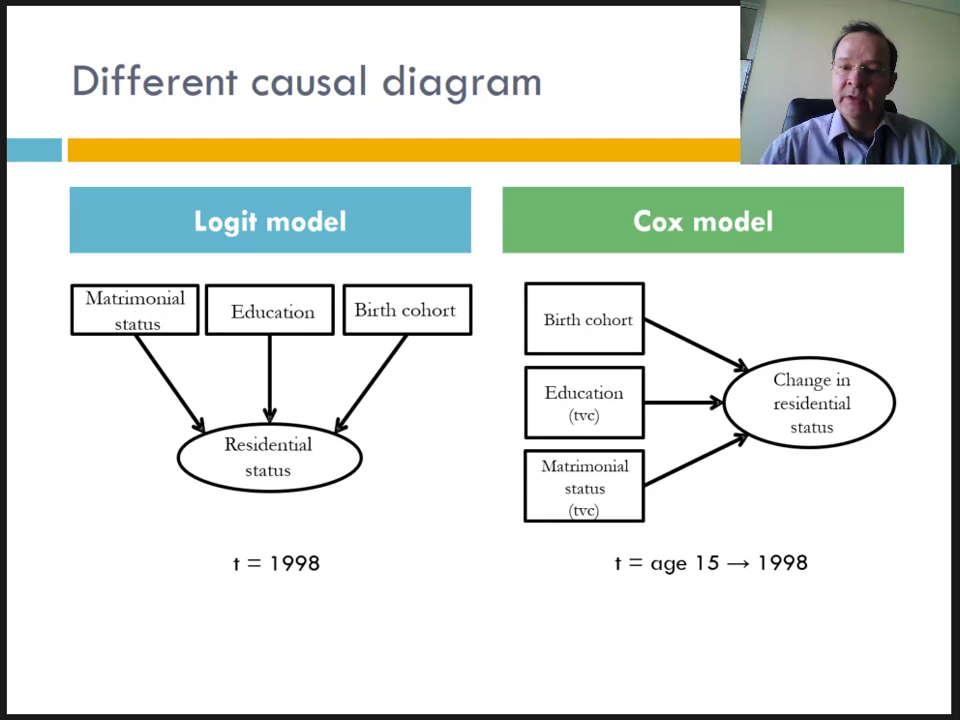 Different causal diagram
Logit model
Matrimonial
status
Education
Birth cohort
Residential
status
t = 1998
Cox model
Birth cohort
Education
(tvc)
Matrimonial
status
(tvc)
Change in
residential
status
t = age 15 → 1998